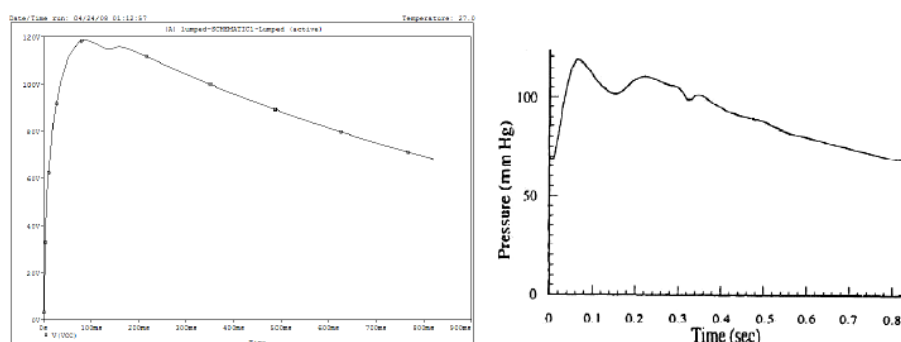 Date/Time run: 04/24/08 01:12:57
Temperature: 27.0
(A) lumped-SCHEMATIC1-Lumped (active)
120V
100V
80V
60V
40V
20V
0V
0s 100ms 200ms 300ms 400ms 500ms 600ms 700ms 800ms 900ms
Time
100
50
0
Pressure (mm Hg)
0 0.1 0.2 0.3 0.4 0.5 0.6 0.7 0.8
Time (sec)